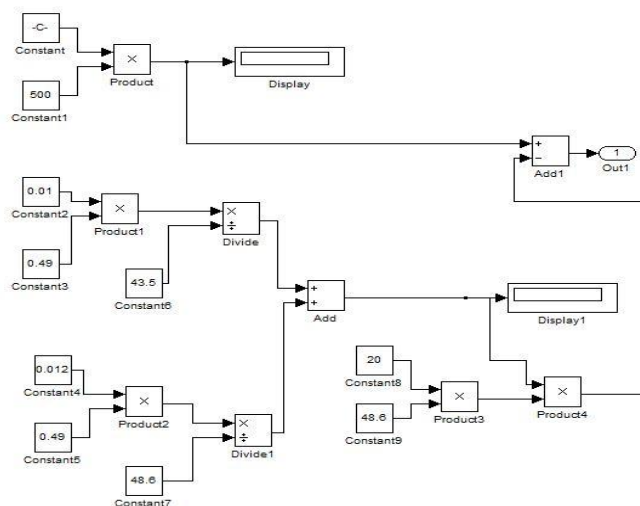 -C-
Constant
×
Product
500
Constant1
Display
+
−
Add1
1
Out1
0.01
Constant2
×
Product1
0.49
Constant3
×
÷
Divide
43.5
Constant6
+
+
Add
Display1
0.012
Constant4
×
Product2
0.49
Constant5
×
÷
Divide1
48.6
Constant7
20
Constant8
×
Product3
48.6
Constant9
×
Product4